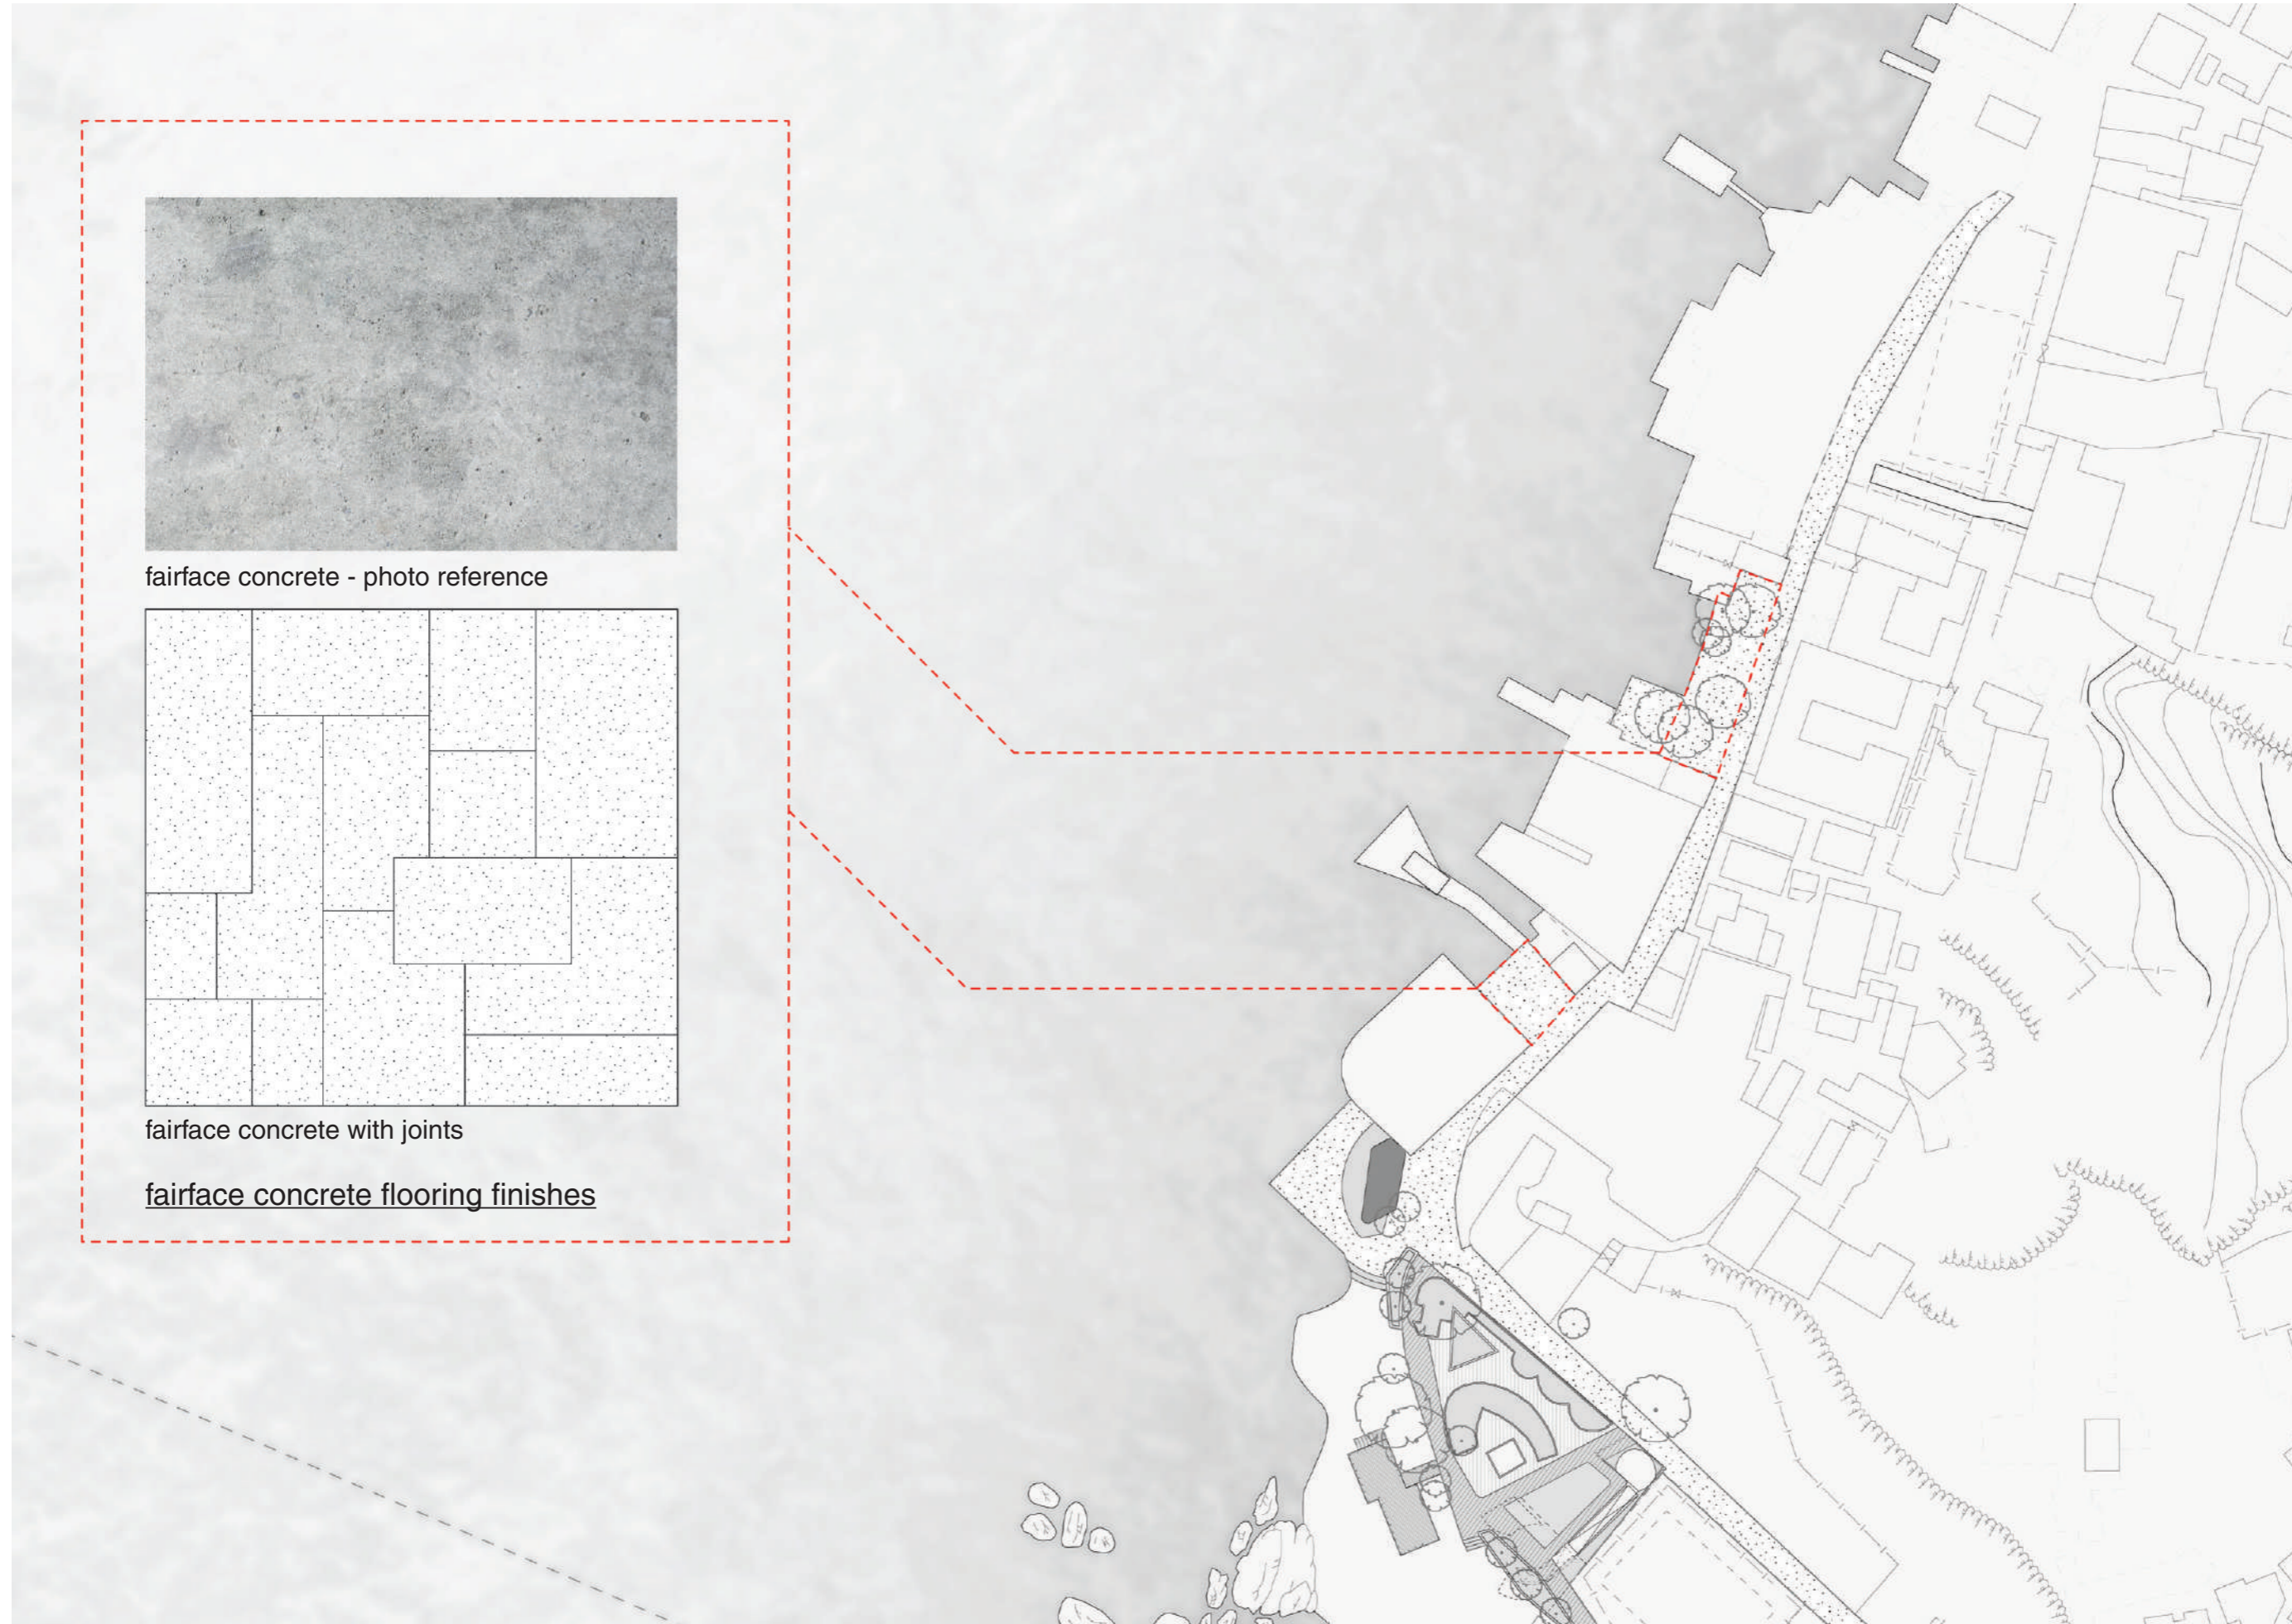 fairface concrete - photo reference
fairface concrete with joints
fairface concrete flooring finishes